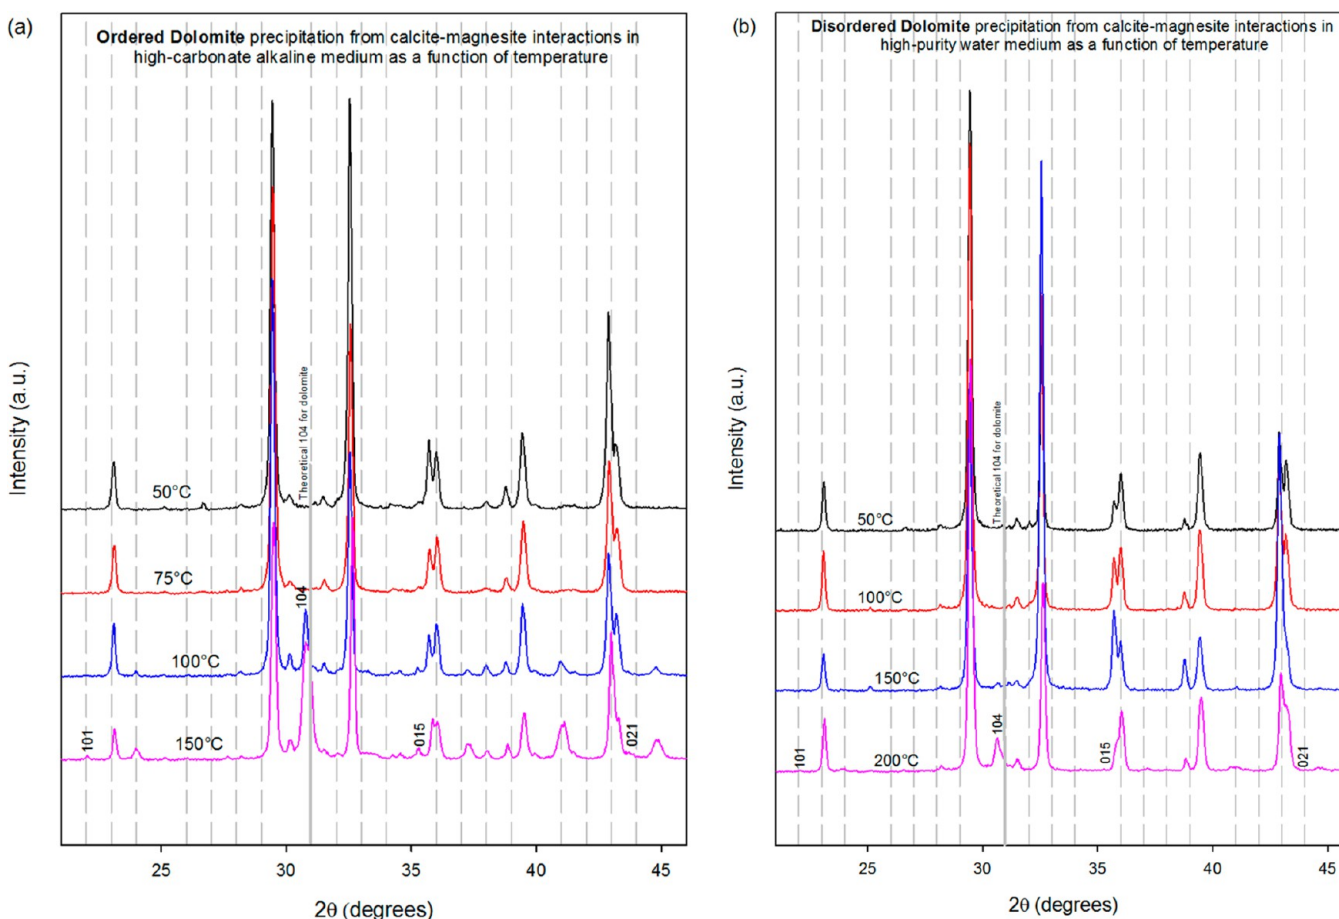 (a)
Ordered Dolomite precipitation from calcite-magnesite interactions in
high-carbonate alkaline medium as a function of temperature
Intensity (a.u.)
Theoretical 104 for dolomite
50°C
75°C
104
100°C
101
150°C
015
021
25
30
35
40
45
2θ (degrees)
(b)
Disordered Dolomite precipitation from calcite-magnesite interactions in
high-purity water medium as a function of temperature
Intensity (a.u.)
Theoretical 104 for dolomite
50°C
100°C
150°C
104
101
200°C
015
021
25
30
35
40
45
2θ (degrees)